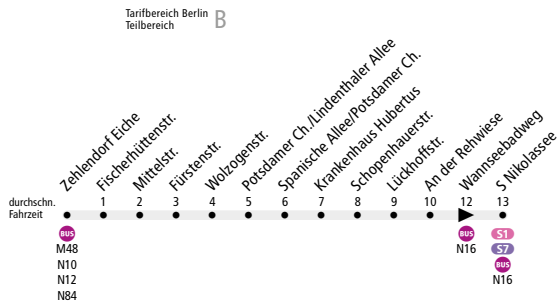 Tarifbereich Berlin
Teilbereich
B
Zehlendorf Eiche
Fischerhüttenstr.
Mittelstr.
Fürstenstr.
Wolzogenstr.
Potsdamer Ch./Lindenthaler Allee
Spanische Allee/Potsdamer Ch.
Krankenhaus Hubertus
Schopenhauerstr.
Lückhoffstr.
An der Rehwiese
Wannseebadweg
S Nikolassee
durchschn.
Fahrzeit
1 2 3 4 5 6 7 8 9 10 12 13
BUS
M48
N10
N12
N84
BUS
N16
S1
S7
BUS
N16